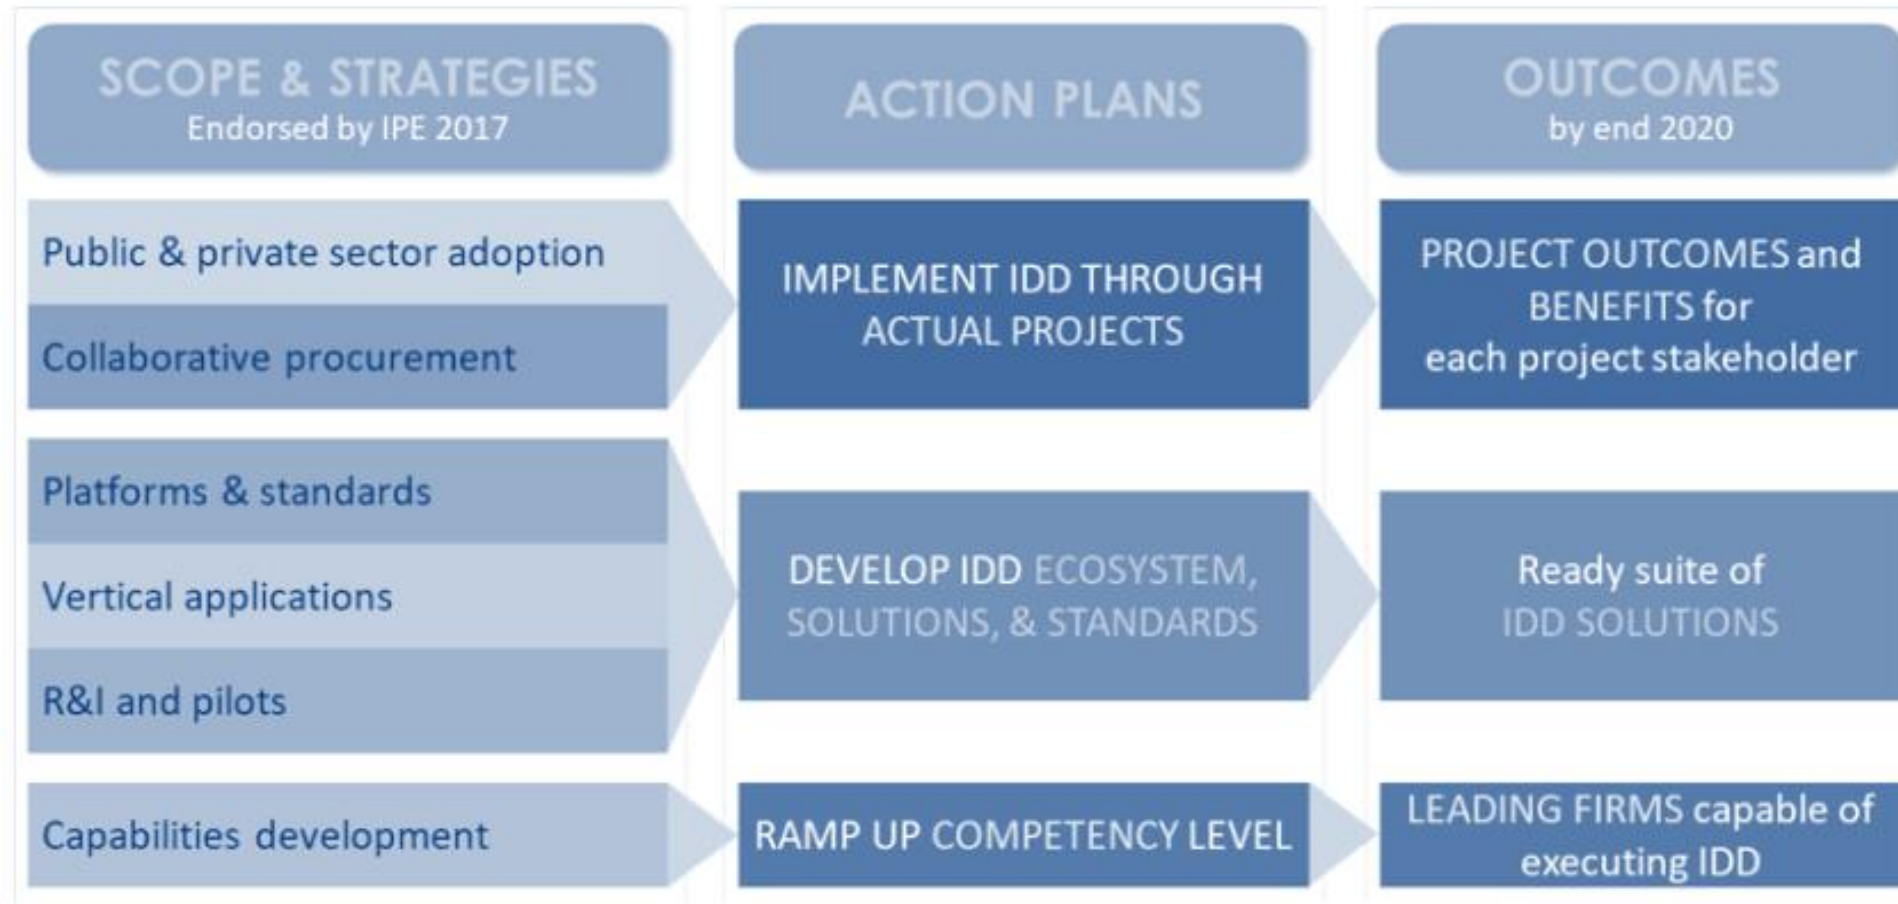 SCOPE & STRATEGIES
Endorsed by IPE 2017
ACTION PLANS
OUTCOMES
by end 2020
Public & private sector adoption
Collaborative procurement
IMPLEMENT IDD THROUGH
ACTUAL PROJECTS
PROJECT OUTCOMES and
BENEFITS for
each project stakeholder
Platforms & standards
Vertical applications
R&I and pilots
DEVELOP IDD ECOSYSTEM,
SOLUTIONS, & STANDARDS
Ready suite of
IDD SOLUTIONS
Capabilities development
RAMP UP COMPETENCY LEVEL
LEADING FIRMS capable of
executing IDD